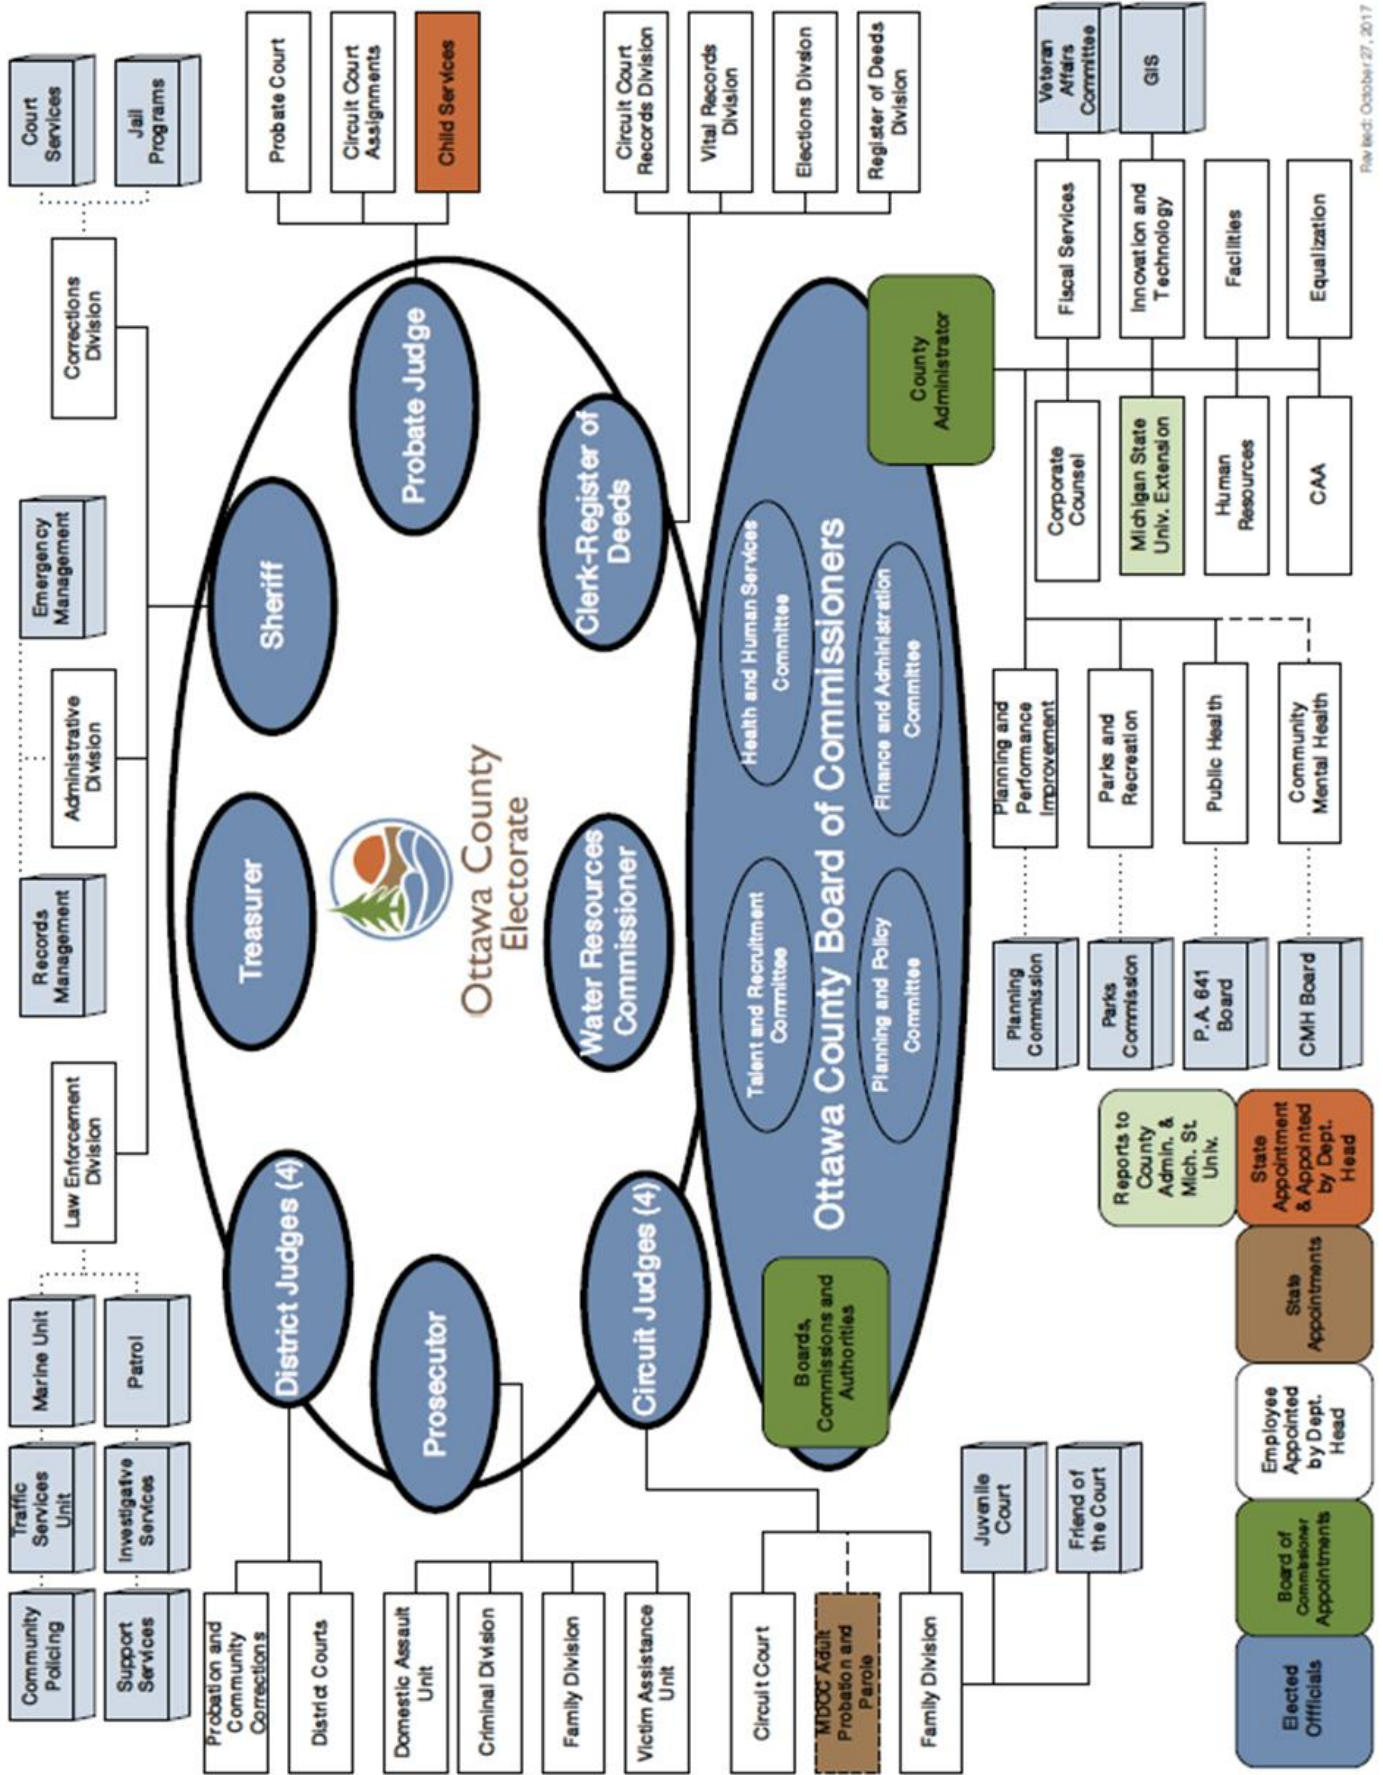 Community
Policing
Traffic
Services
Unit
Marine Unit
Support
Services
Investigative
Services
Patrol
Law Enforcement
Division
Records
Management
Administrative
Division
Emergency
Management
Corrections
Division
Court
Services
Jail
Programs
Probation and
Community
Corrections
District Courts
District Judges (4)
Treasurer
Sheriff
Probate Judge
Probate Court
Circuit Court
Assignments
Child Services
Domestic Assault
Unit
Criminal Division
Family Division
Victim Assistance
Unit
Prosecutor
Ottawa County
Electorate
Circuit Judges (4)
Water Resources
Commissioner
Clerk-Register of
Deeds
Circuit Court
Records Division
Vital Records
Division
Elections Divsion
Register of Deeds
Division
Circuit Court
MDCC Adult
Probation and
Parole
Family Division
Juvenile
Court
Friend of
the Court
Boards,
Commissions and
Authorities
Talent and Recruitment
Committee
Health and Human Services
Committee
Ottawa County Board of Commissioners
Planning and Policy
Committee
Finance and Administration
Committee
County
Administrator
Planning
Commission
Planning and
Performance
Improvement
Parks
Commission
Parks and
Recreation
P.A. 641
Board
Public Health
CMH Board
Community
Mental Health
Corporate
Counsel
Fiscal Services
Veteran
Affairs
Committee
Michigan State
Univ. Extension
Innovation and
Technology
GIS
Human
Resources
Facilities
CAA
Equalization
Reports to
County
Admin. &
Mich. St.
Univ.
Elected
Offficials
Board of
Commissioner
Appointments
Employee
Appointed
by Dept.
Head
State
Appointments
State
Appointment
& Appointed
by Dept.
Head
Revised: October 27, 2017